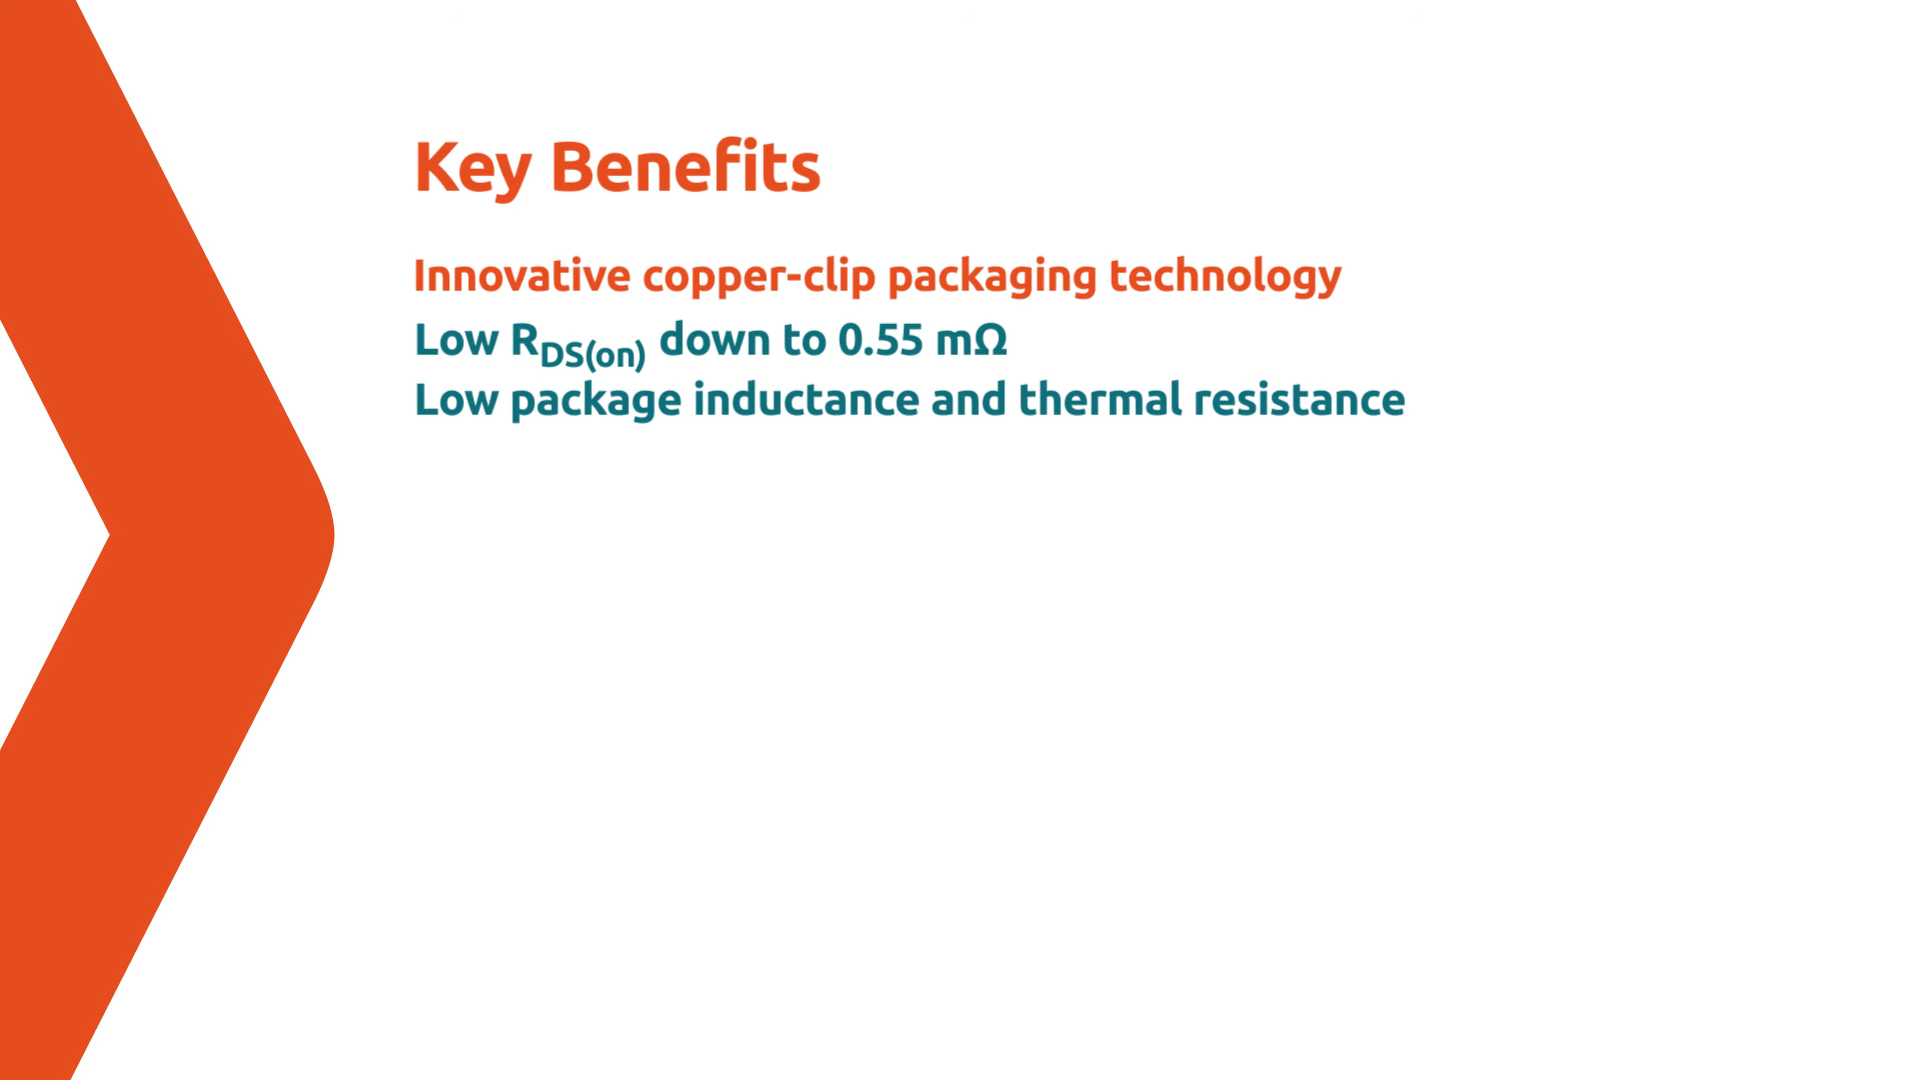 Key Benefits
Innovative copper-clip packaging technology
Low RDS(on) down to 0.55 mΩ
Low package inductance and thermal resistance